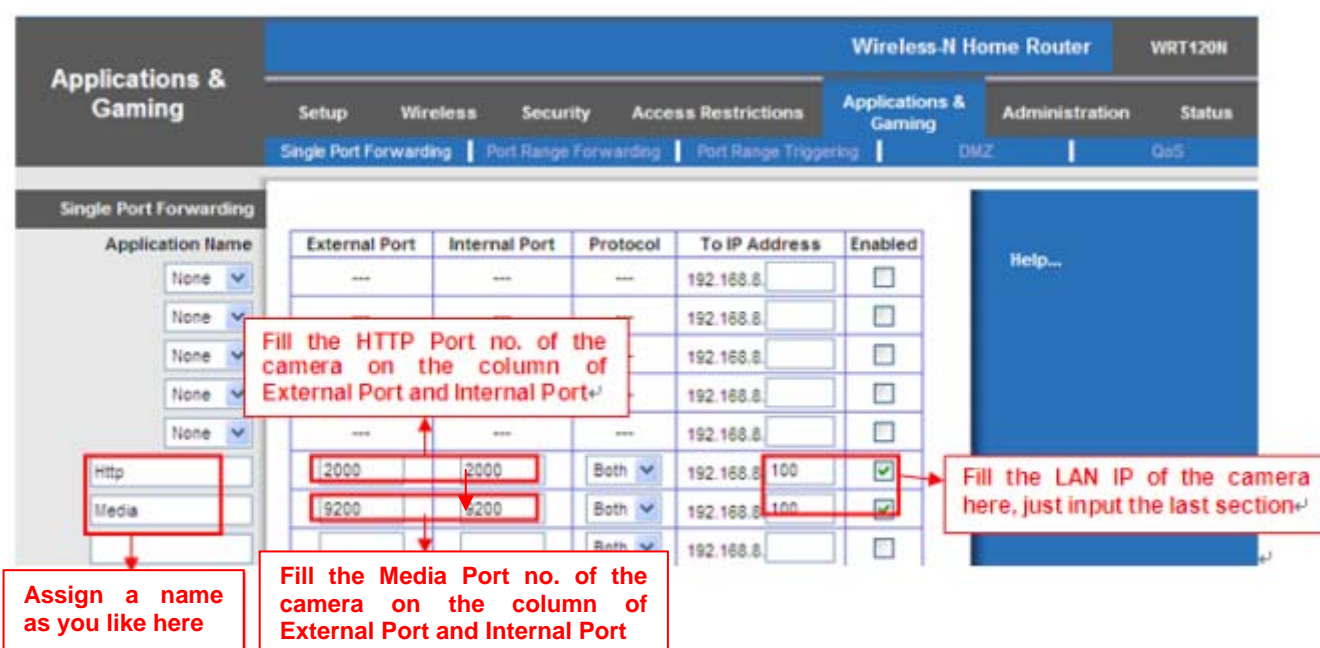 Wireless-N Home Router WRT120N
Applications &
Gaming
Setup Wireless Security Access Restrictions Applications &
Gaming Administration Status
Single Port Forwarding Port Range Forwarding Port Range Triggering DMZ QoS
Single Port Forwarding
Application Name External Port Internal Port Protocol To IP Address Enabled
Help...
None --- --- --- 192.168.8.
None --- 192.168.8.
Fill the HTTP Port no. of the
camera on the column of
External Port and Internal Port↵
None 192.168.8.
None 192.168.8.
None --- --- --- 192.168.8.
Http 2000 2000 Both 192.168.8. 100
Media 9200 9200 Both 192.168.8. 100
Both 192.168.8.
Fill the LAN IP of the camera
here, just input the last section↵
↵
Assign a name
as you like here
Fill the Media Port no. of the
camera on the column of
External Port and Internal Port